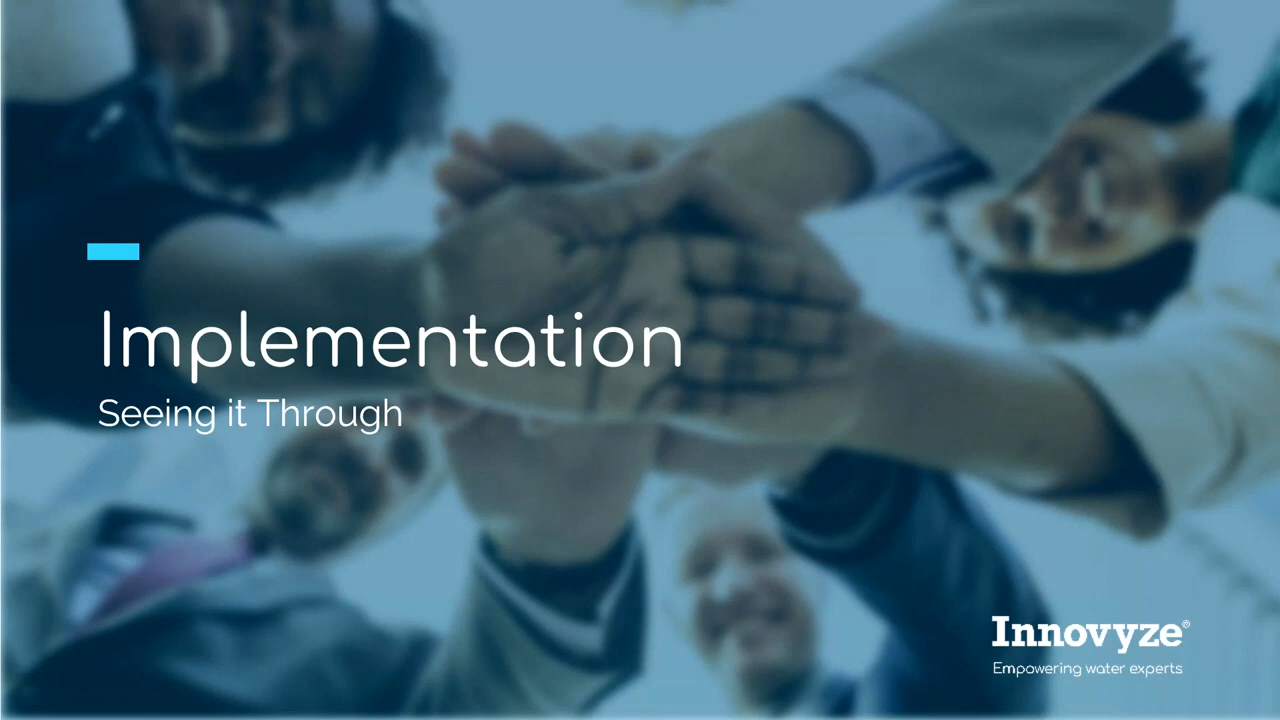 Implementation
Seeing it Through
Innovyze®
Empowering water experts